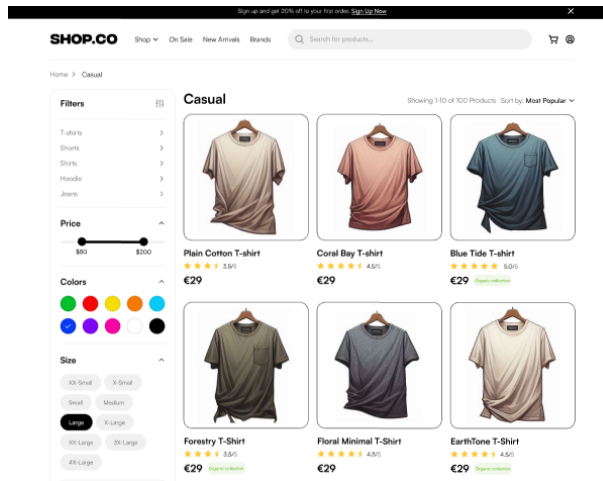 Sign up and get 20% off to your first order. Sign Up Now
SHOP.CO
Shop
On Sale
New Arrivals
Brands
Search for products...
Home > Casual
Filters
T-shirts
Shorts
Shirts
Hoodie
Jeans
Price
$80
$200
Colors
Size
XX-Small
X-Small
Small
Medium
Large
X-Large
XX-Large
3X-Large
4X-Large
Casual
Showing 1-10 of 100 Products
Sort by: Most Popular
Plain Cotton T-shirt
3.5/5
€29
Coral Bay T-shirt
4.5/5
€29
Blue Tide T-shirt
5.0/5
€29
Organic collection
Forestry T-Shirt
3.5/5
€29
Organic collection
Floral Minimal T-Shirt
4.5/5
€29
EarthTone T-Shirt
4.5/5
€29
Organic collection